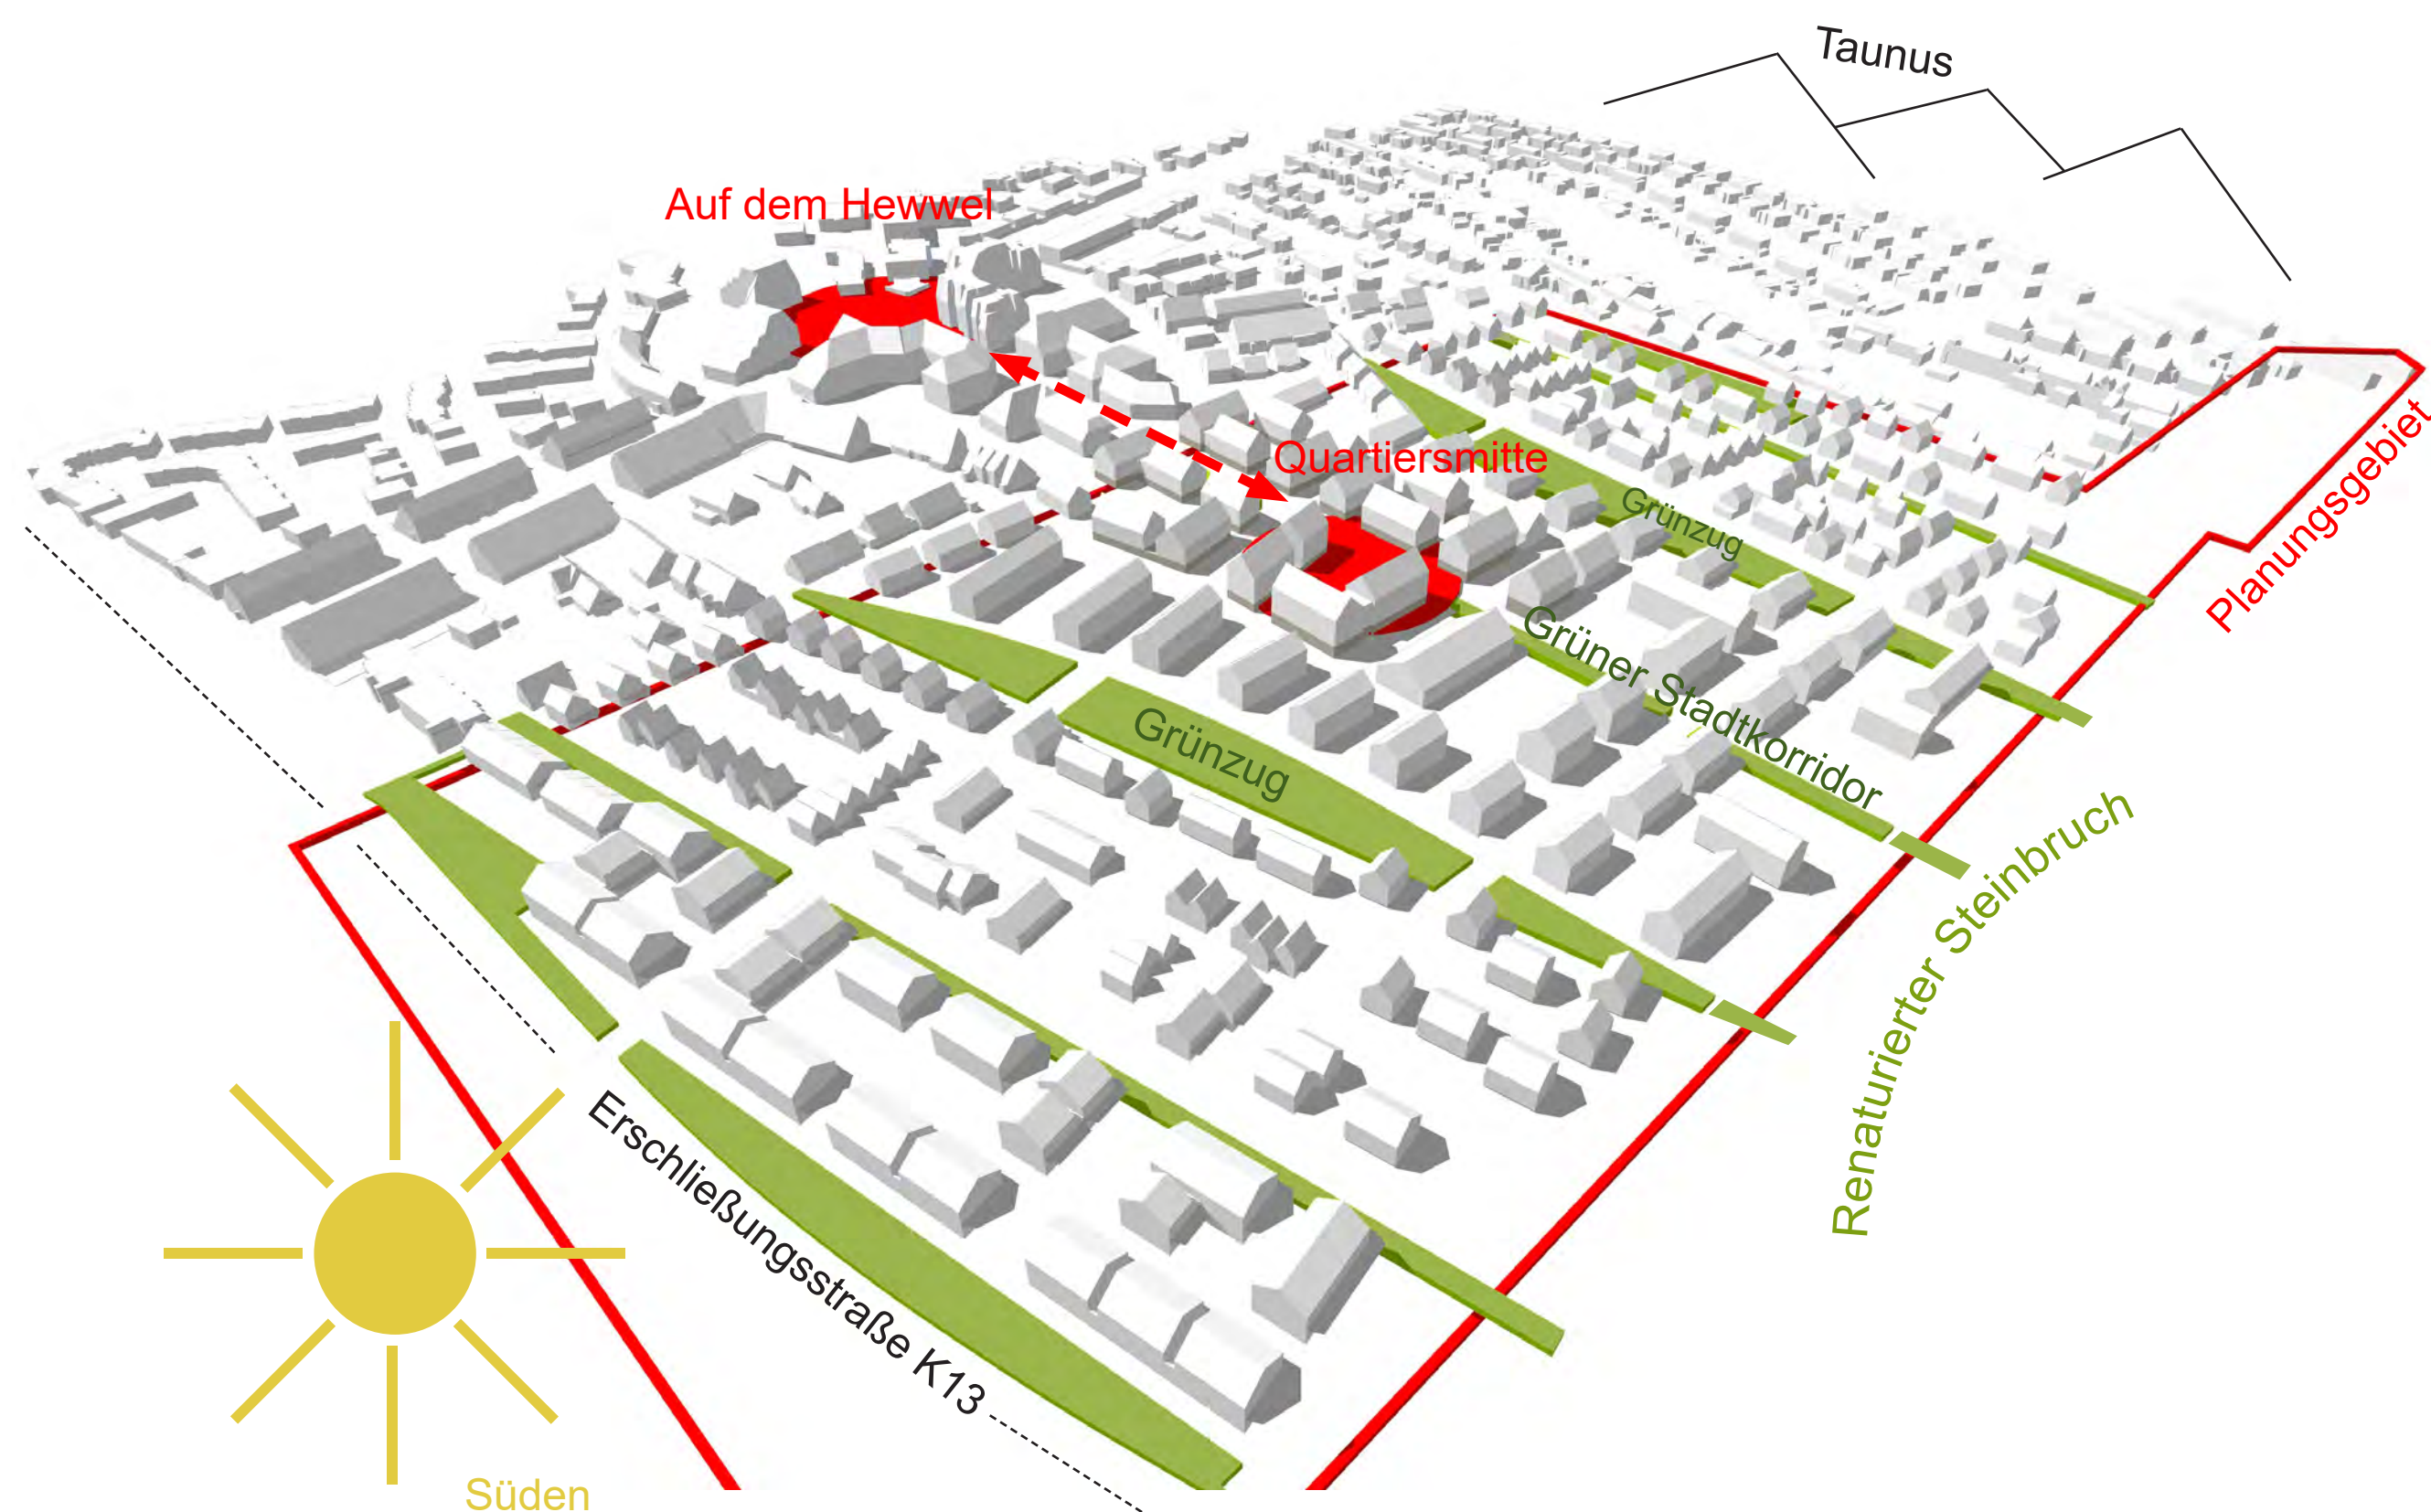 Taunus
Auf dem Hewwel
Quartiersmitte
Planungsgebiet
Grünzug
Grüner Stadtkorridor
Grünzug
Renaturierter Steinbruch
Erschließungsstraße K13
Süden